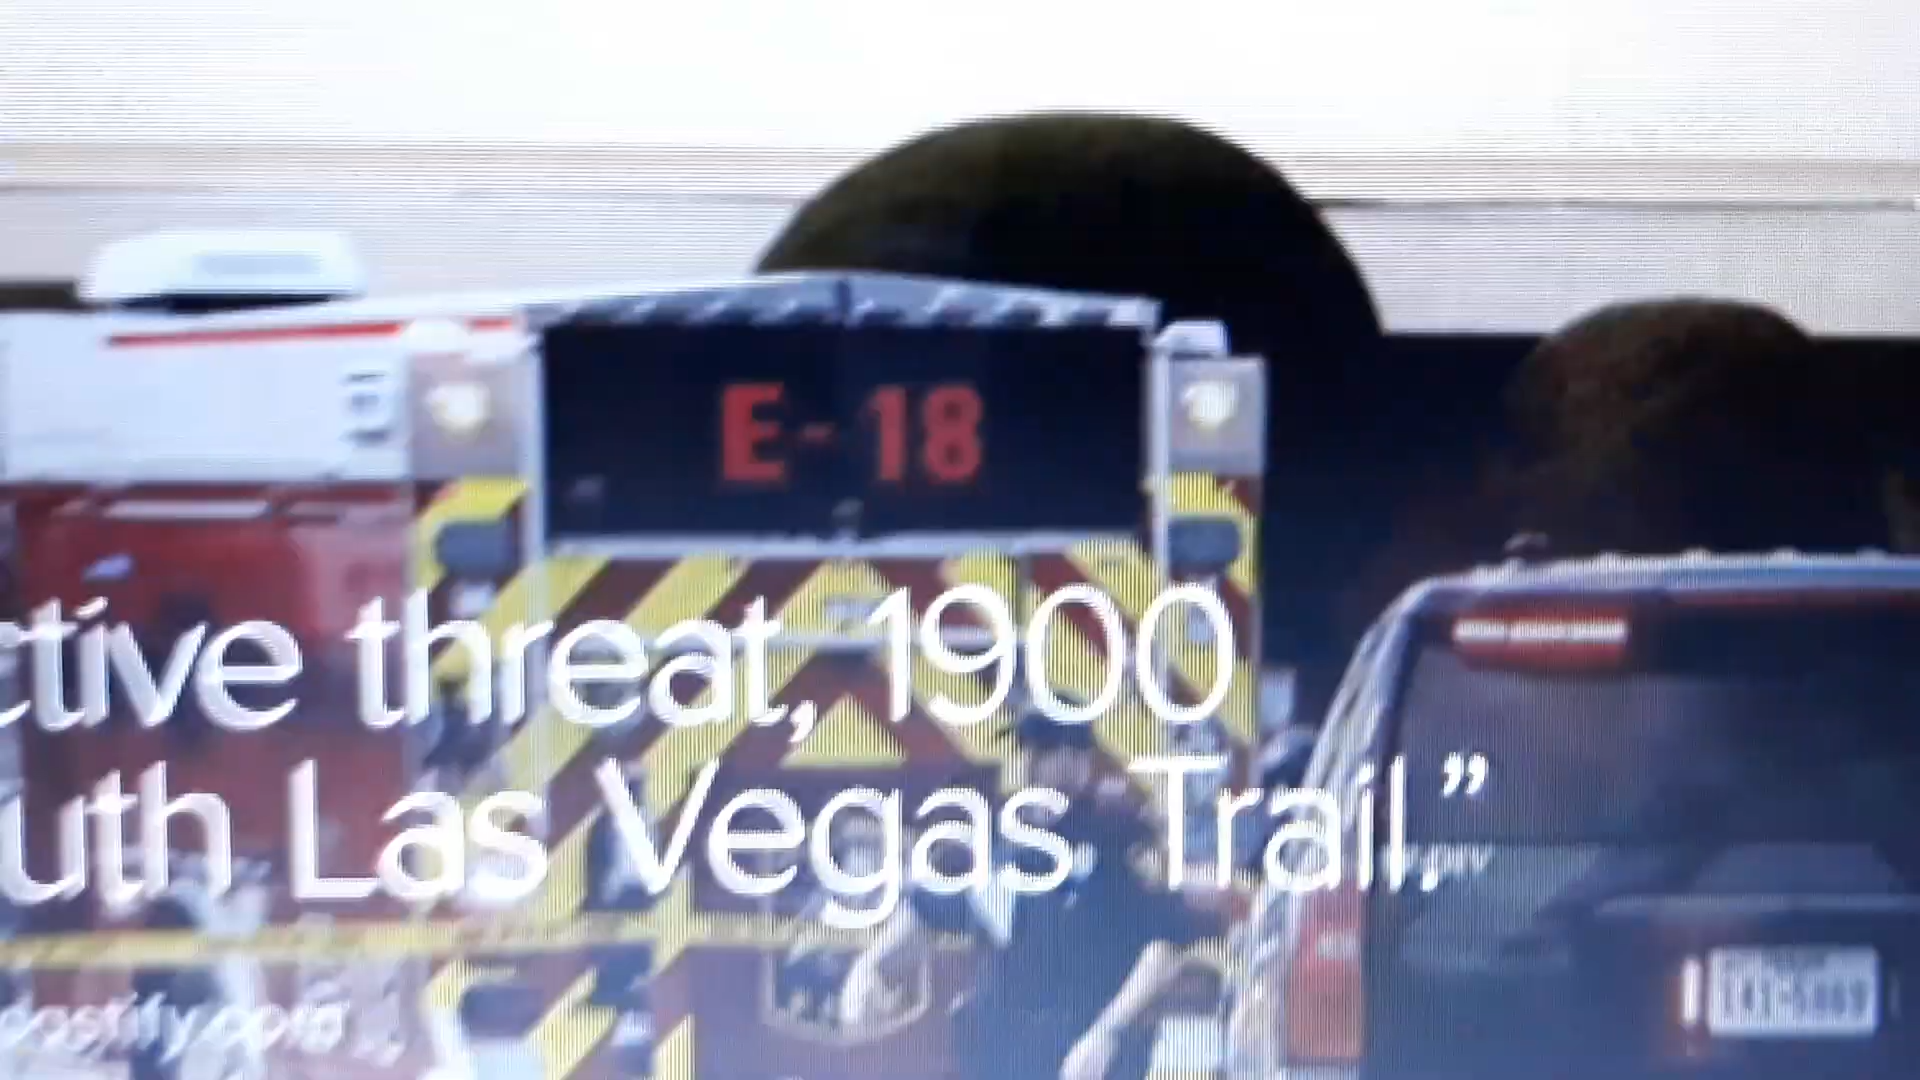 E-18
ctive threat, 1900
uth Las Vegas Trail.”